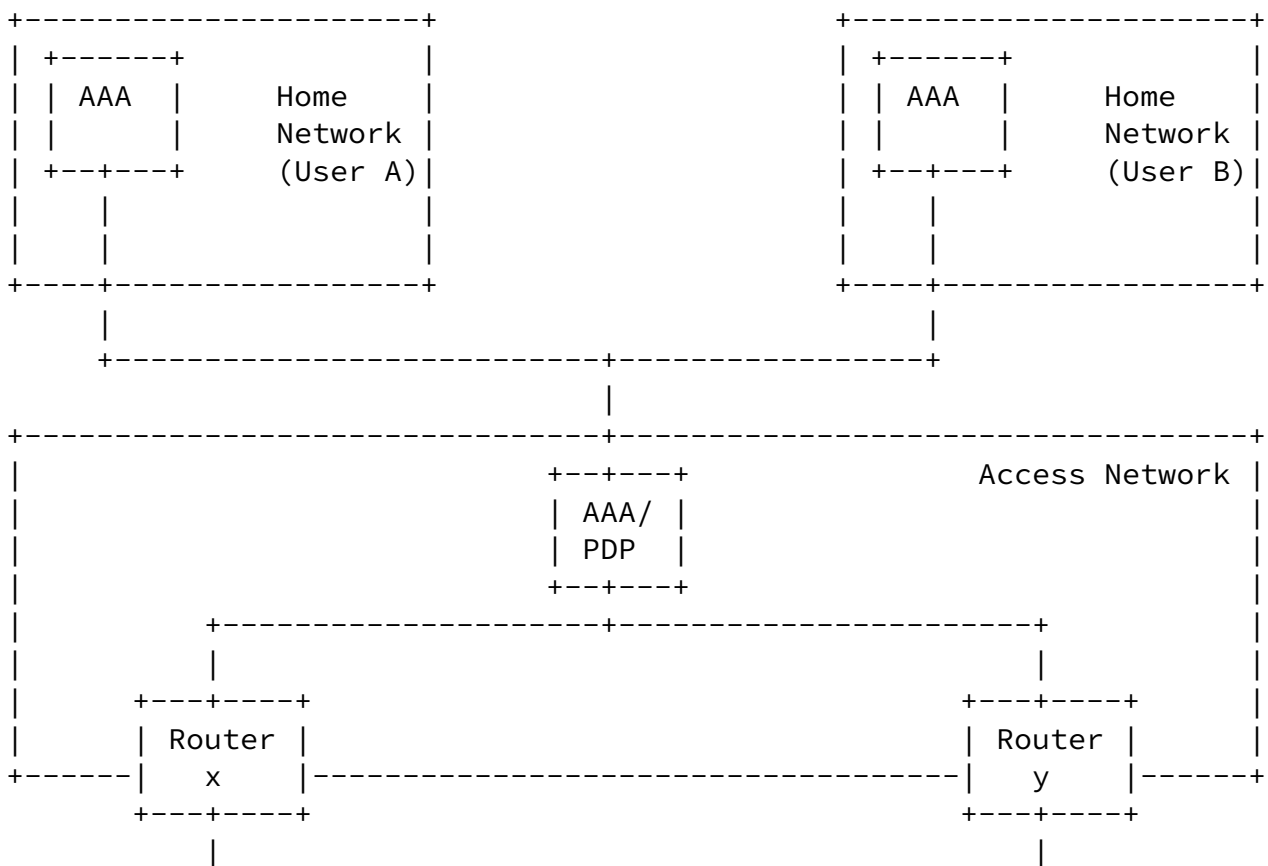 AAA Home AAA Home
Network Network
(User A) (User B)
Access Network
AAA/
PDP
Router Router
x y